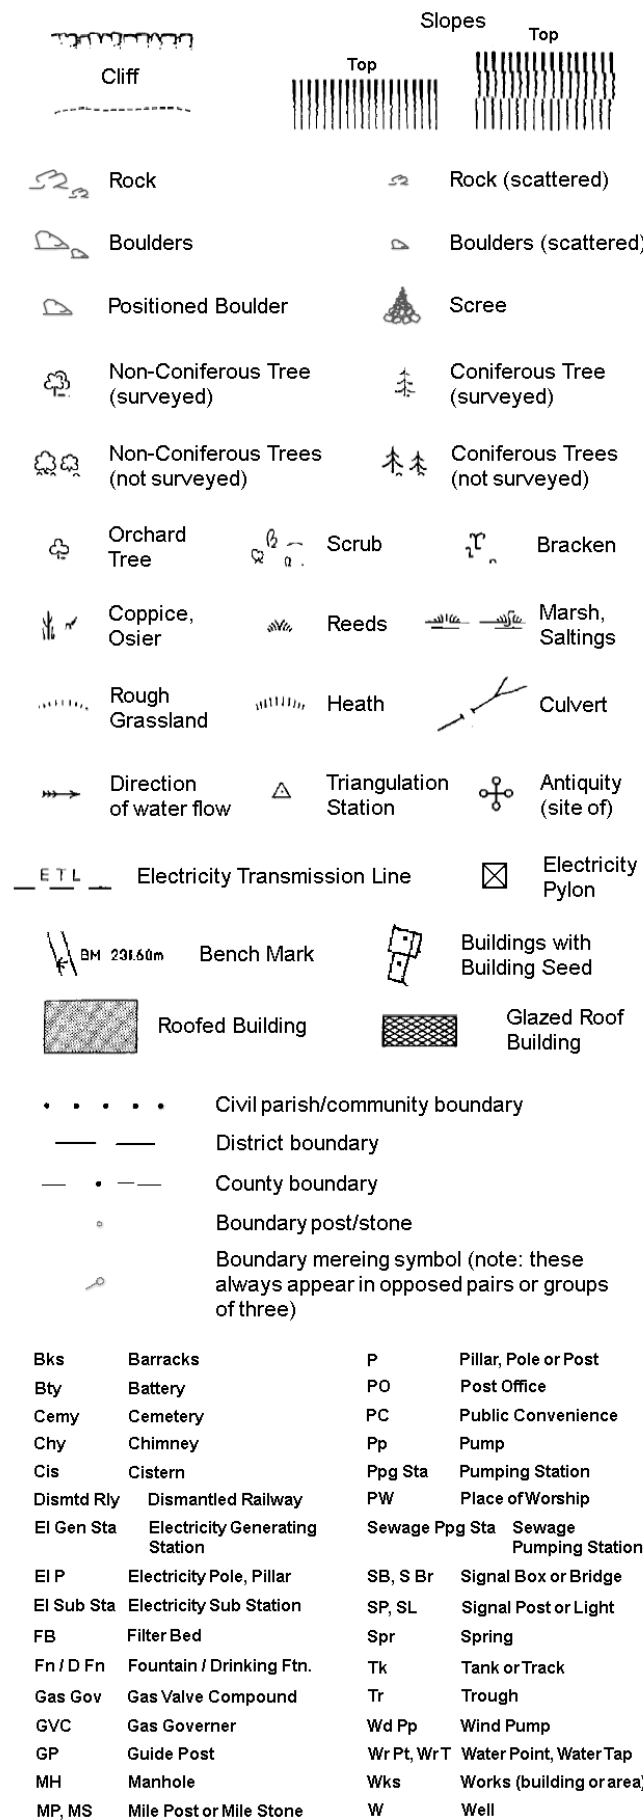 Slopes
Cliff
Top
Top
Rock
Rock (scattered)
Boulders
Boulders (scattered)
Positioned Boulder
Scree
Non-Coniferous Tree
(surveyed)
Coniferous Tree
(surveyed)
Non-Coniferous Trees
(not surveyed)
Coniferous Trees
(not surveyed)
Orchard
Tree
Scrub
Bracken
Coppice,
Osier
Reeds
Marsh,
Saltings
Rough
Grassland
Heath
Culvert
Direction
of water flow
Triangulation
Station
Antiquity
(site of)
E T L
Electricity Transmission Line
Electricity
Pylon
BM 231.60m
Bench Mark
Buildings with
Building Seed
Roofed Building
Glazed Roof
Building
Civil parish/community boundary
District boundary
County boundary
Boundary post/stone
Boundary mereing symbol (note: these
always appear in opposed pairs or groups
of three)
Bks Barracks
Bty Battery
Cemy Cemetery
Chy Chimney
Cis Cistern
Dismtd Rly Dismantled Railway
El Gen Sta Electricity Generating
Station
El P Electricity Pole, Pillar
El Sub Sta Electricity Sub Station
FB Filter Bed
Fn / D Fn Fountain / Drinking Ftn.
Gas Gov Gas Valve Compound
GVC Gas Governer
GP Guide Post
MH Manhole
MP, MS Mile Post or Mile Stone
P Pillar, Pole or Post
PO Post Office
PC Public Convenience
Pp Pump
Ppg Sta Pumping Station
PW Place of Worship
Sewage Ppg Sta Sewage
Pumping Station
SB, S Br Signal Box or Bridge
SP, SL Signal Post or Light
Spr Spring
Tk Tank or Track
Tr Trough
Wd Pp Wind Pump
Wr Pt, Wr T Water Point, Water Tap
Wks Works (building or area)
W Well